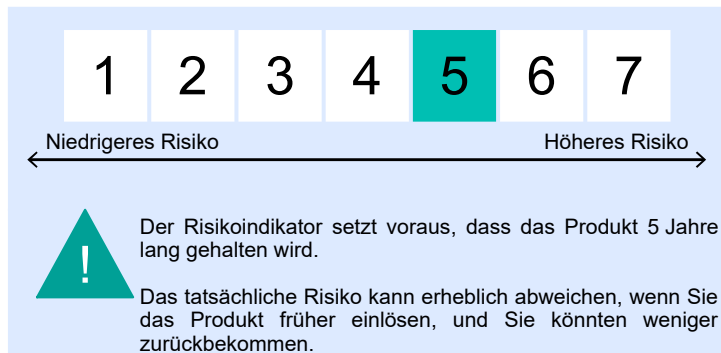 1 2 3 4 5 6 7
Niedrigeres Risiko Höheres Risiko
!
Der Risikoindikator setzt voraus, dass das Produkt 5 Jahre
lang gehalten wird.
Das tatsächliche Risiko kann erheblich abweichen, wenn Sie
das Produkt früher einlösen, und Sie könnten weniger
zurückbekommen.